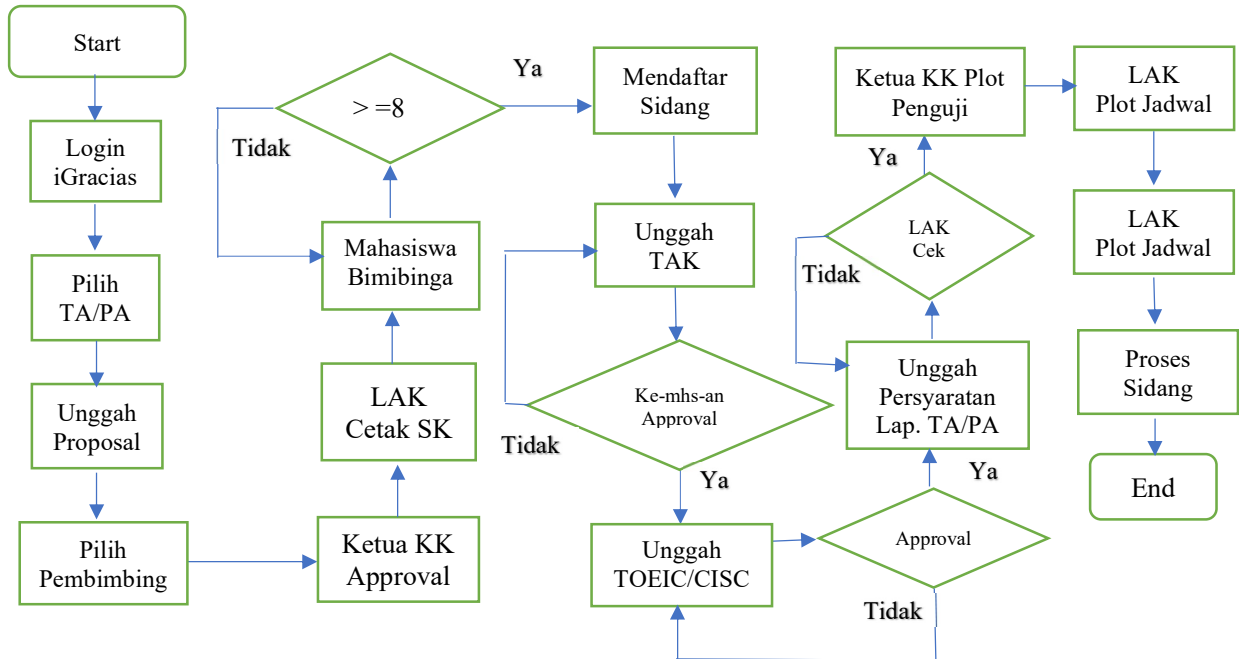 Start
Login
iGracias
Pilih
TA/PA
Unggah
Proposal
Pilih
Pembimbing
Ketua KK
Approval
LAK
Cetak SK
Mahasiswa
Bimibinga
> =8
Tidak
Ya
Mendaftar
Sidang
Unggah
TAK
Ke-mhs-an
Approval
Tidak
Ya
Unggah
TOEIC/CISC
Approval
Tidak
Ya
Unggah
Persyaratan
Lap. TA/PA
LAK
Cek
Tidak
Ya
Ketua KK Plot
Penguji
LAK
Plot Jadwal
LAK
Plot Jadwal
Proses
Sidang
End